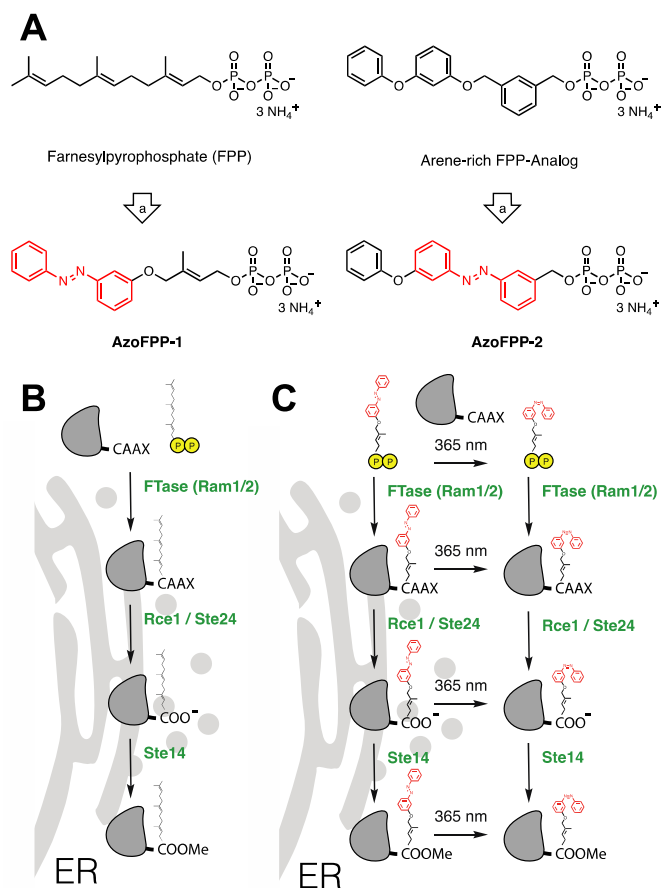 A
O O
O P O P O⁻
O⁻ O⁻
3 NH₄⁺
Farnesylpyrophosphate (FPP)
O O
O O O P O P O⁻
O⁻ O⁻
3 NH₄⁺
Arene-rich FPP-Analog
a
a
N N O O O O
P O P O⁻
O⁻ O⁻
3 NH₄⁺
AzoFPP-1
O N N O O O
P O P O⁻
O⁻ O⁻
3 NH₄⁺
AzoFPP-2
B
CAAX
P P
FTase (Ram1/2)
CAAX
Rce1 / Ste24
COO⁻
Ste14
COOMe
ER
C
CAAX
P P
365 nm
P P
FTase (Ram1/2)
FTase (Ram1/2)
CAAX
365 nm
CAAX
Rce1 / Ste24
Rce1 / Ste24
COO⁻
365 nm
COO⁻
Ste14
Ste14
COOMe
365 nm
COOMe
ER